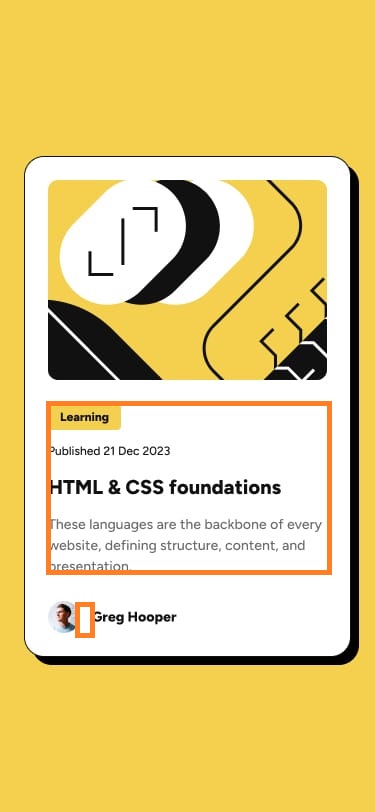 Learning
Published 21 Dec 2023
HTML & CSS foundations
These languages are the backbone of every
website, defining structure, content, and
presentation.
Greg Hooper